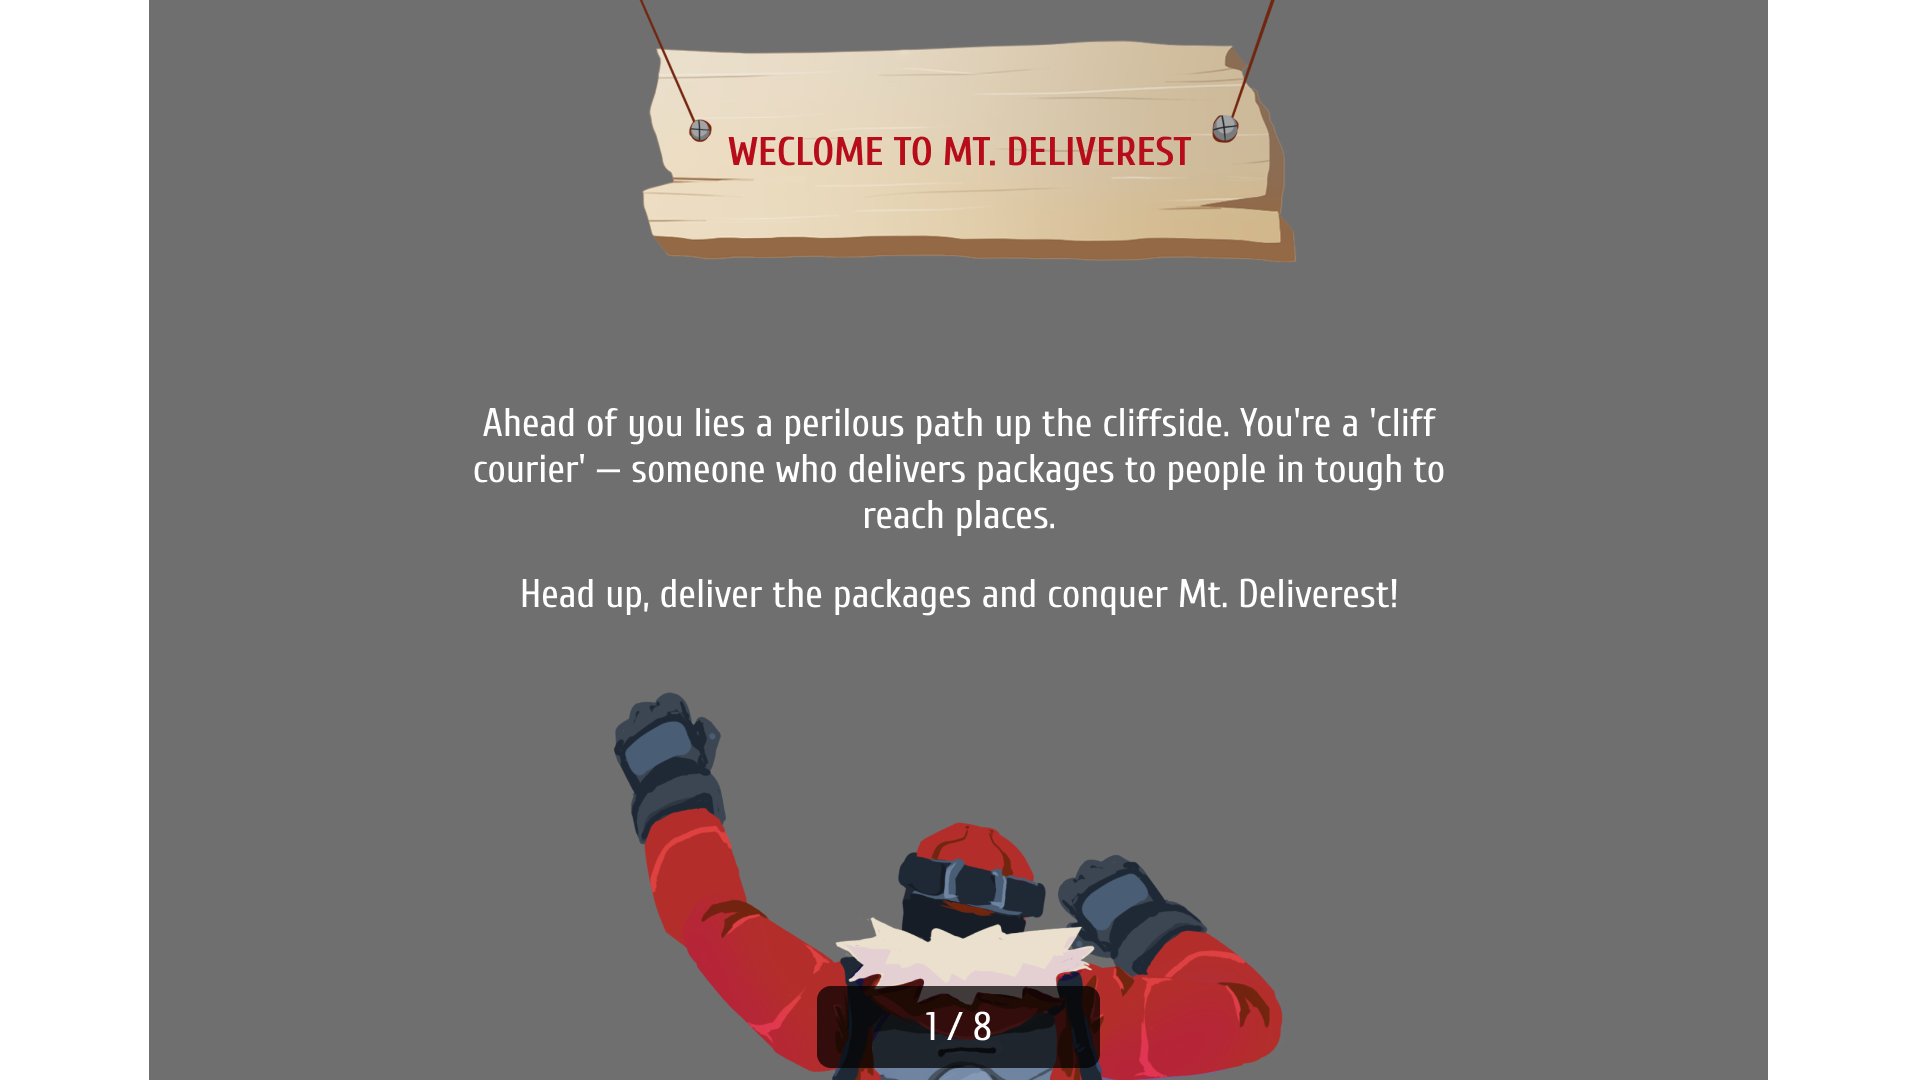 WECLOME TO MT. DELIVEREST
Ahead of you lies a perilous path up the cliffside. You're a 'cliff
courier' — someone who delivers packages to people in tough to
reach places.
Head up, deliver the packages and conquer Mt. Deliverest!
1 / 8